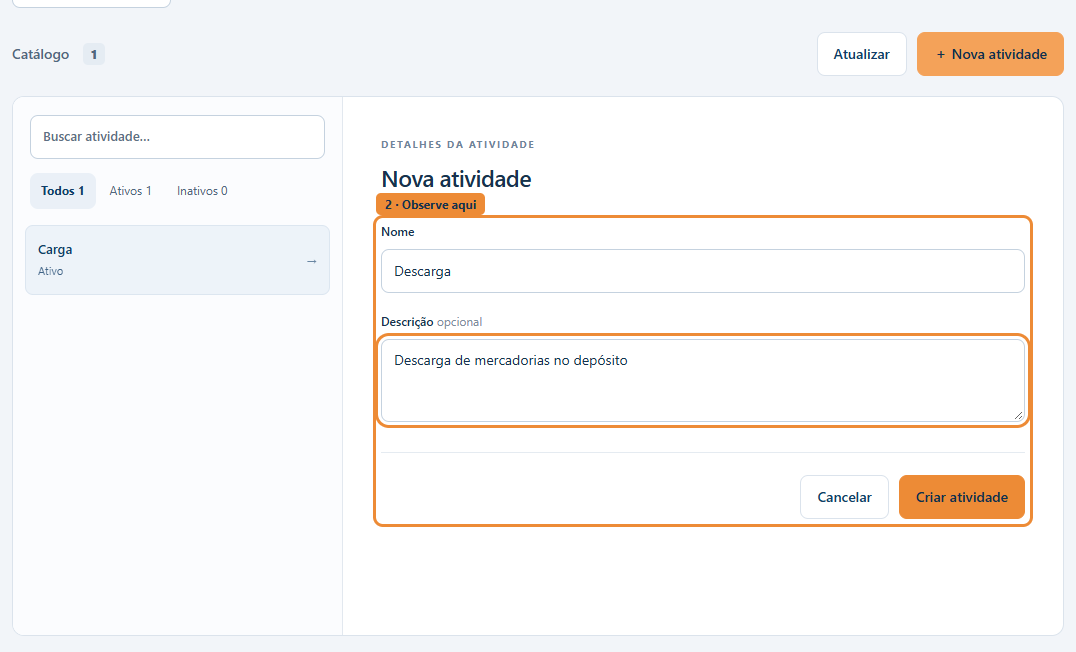 Catálogo 1
Atualizar
+ Nova atividade
Buscar atividade...
Todos 1
Ativos 1
Inativos 0
Carga
Ativo
→
DETALHES DA ATIVIDADE
Nova atividade
2 · Observe aqui
Nome
Descarga
Descrição opcional
Descarga de mercadorias no depósito
Cancelar
Criar atividade